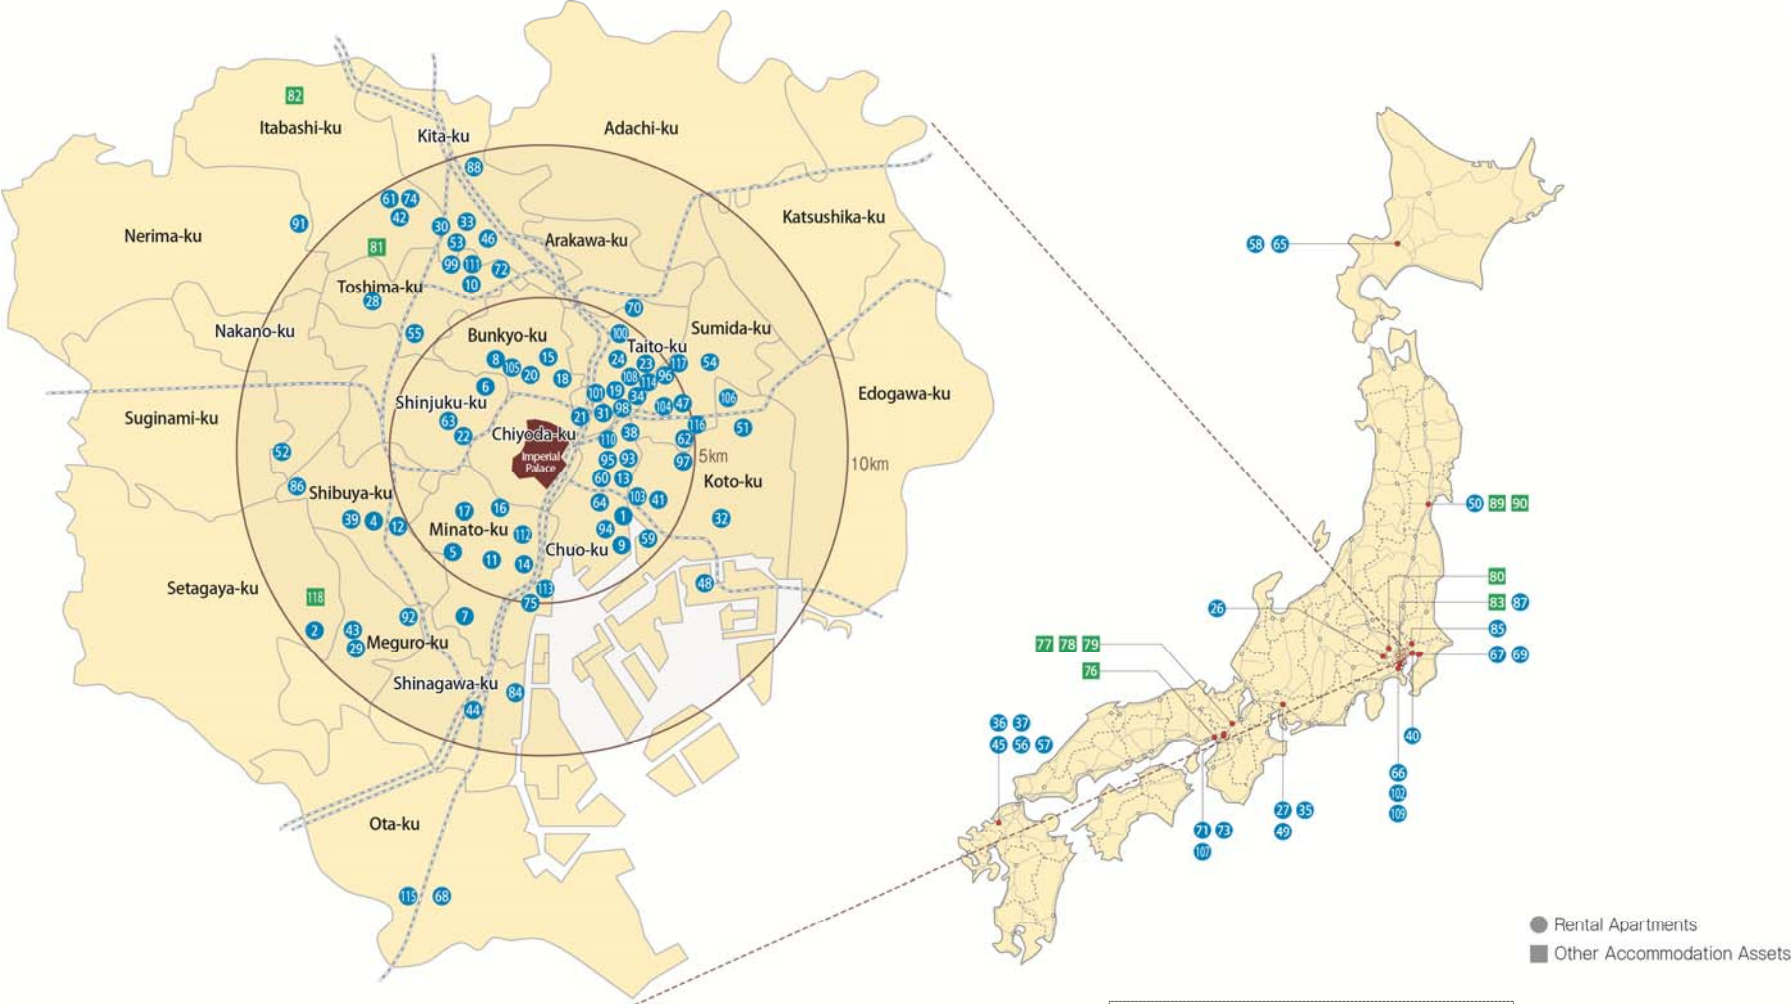 82
Itabashi-ku
Kita-ku
Adachi-ku
88
61 74
42
91
30 33
53 46
Nerima-ku
81
Arakawa-ku
Katsushika-ku
99 111 72
10
Toshima-ku
28
70
Nakano-ku
55
Bunkyo-ku
100
Sumida-ku
Taito-ku
8 105 15
20 18
24 23 117 54
108 114 96
6
101 19 34
106
Edogawa-ku
Shinjuku-ku
21 31 98 104 47
Suginami-ku
63
22
Chiyoda-ku
110 38 62 116 51
52
Imperial
Palace
95 93 97
5km
10km
86
Shibuya-ku
60 13
Koto-ku
39 4 12
17 16
64 103 41
1
32
Minato-ku
112
94
5 11 14
Chuo-ku
9 59
Setagaya-ku
118
113
75
48
2 43
29
92 7
Meguro-ku
Shinagawa-ku
84
44
Ota-ku
115 68
58 65
50 89 90
80
26
83 87
85
77 78 79
67 69
76
36 37
45 56 57
40
66
102
109
27 35
49
71 73
107
Rental Apartments
Other Accommodation Assets